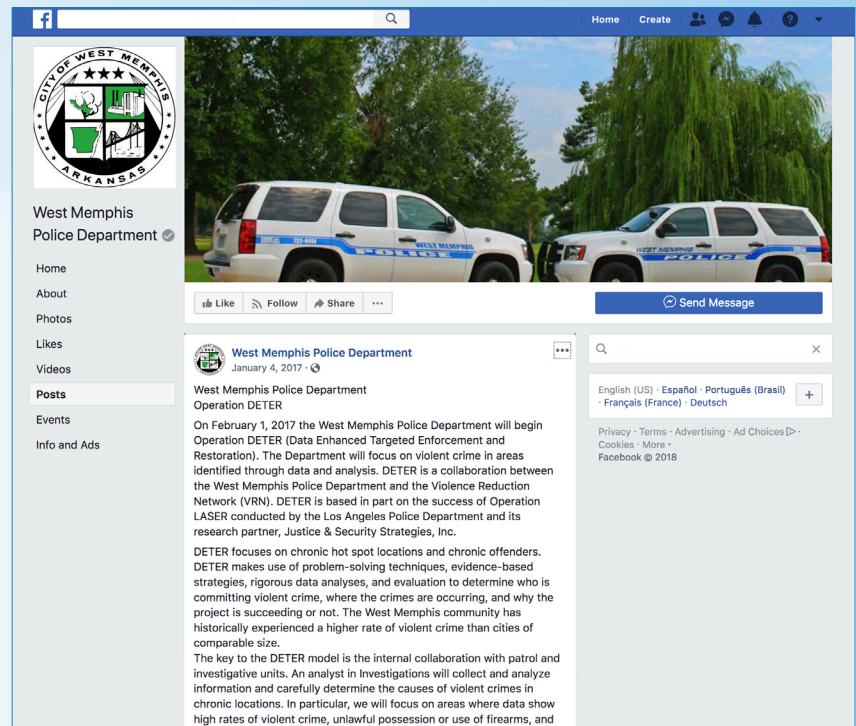 f
Home Create ?
CITY OF WEST MEMPHIS
ARKANSAS
West Memphis
Police Department
Home
About
Photos
Likes
Videos
Posts
Events
Info and Ads
WEST MEMPHIS
POLICE
WEST MEMPHIS
POLICE
Like Follow Share ...
Send Message
West Memphis Police Department
January 4, 2017 ·
West Memphis Police Department
Operation DETER
On February 1, 2017 the West Memphis Police Department will begin
Operation DETER (Data Enhanced Targeted Enforcement and
Restoration). The Department will focus on violent crime in areas
identified through data and analysis. DETER is a collaboration between
the West Memphis Police Department and the Violence Reduction
Network (VRN). DETER is based in part on the success of Operation
LASER conducted by the Los Angeles Police Department and its
research partner, Justice & Security Strategies, Inc.
DETER focuses on chronic hot spot locations and chronic offenders.
DETER makes use of problem-solving techniques, evidence-based
strategies, rigorous data analyses, and evaluation to determine who is
committing violent crime, where the crimes are occurring, and why the
project is succeeding or not. The West Memphis community has
historically experienced a higher rate of violent crime than cities of
comparable size.
The key to the DETER model is the internal collaboration with patrol and
investigative units. An analyst in Investigations will collect and analyze
information and carefully determine the causes of violent crimes in
chronic locations. In particular, we will focus on areas where data show
high rates of violent crime, unlawful possession or use of firearms, and
English (US) · Español · Português (Brasil)
· Français (France) · Deutsch
Privacy · Terms · Advertising · Ad Choices ·
Cookies · More
Facebook © 2018